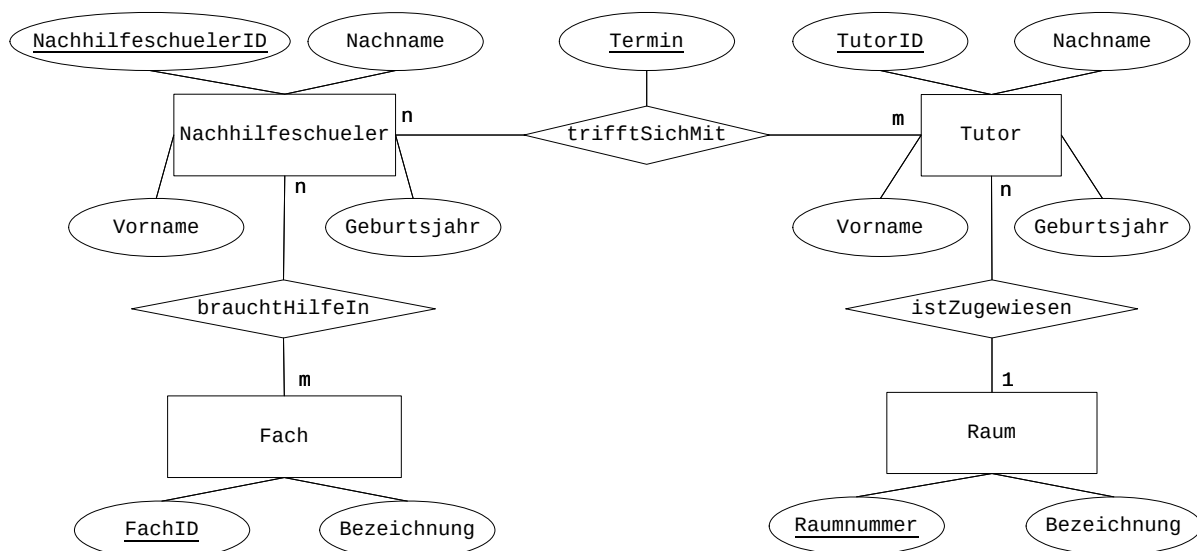 NachhilfeschuelerID
Nachname
Termin
TutorID
Nachname
Nachhilfeschueler
n
trifftSichMit
m
Tutor
n
n
Vorname
Geburtsjahr
Vorname
Geburtsjahr
brauchtHilfeIn
istZugewiesen
m
1
Fach
Raum
FachID
Bezeichnung
Raumnummer
Bezeichnung